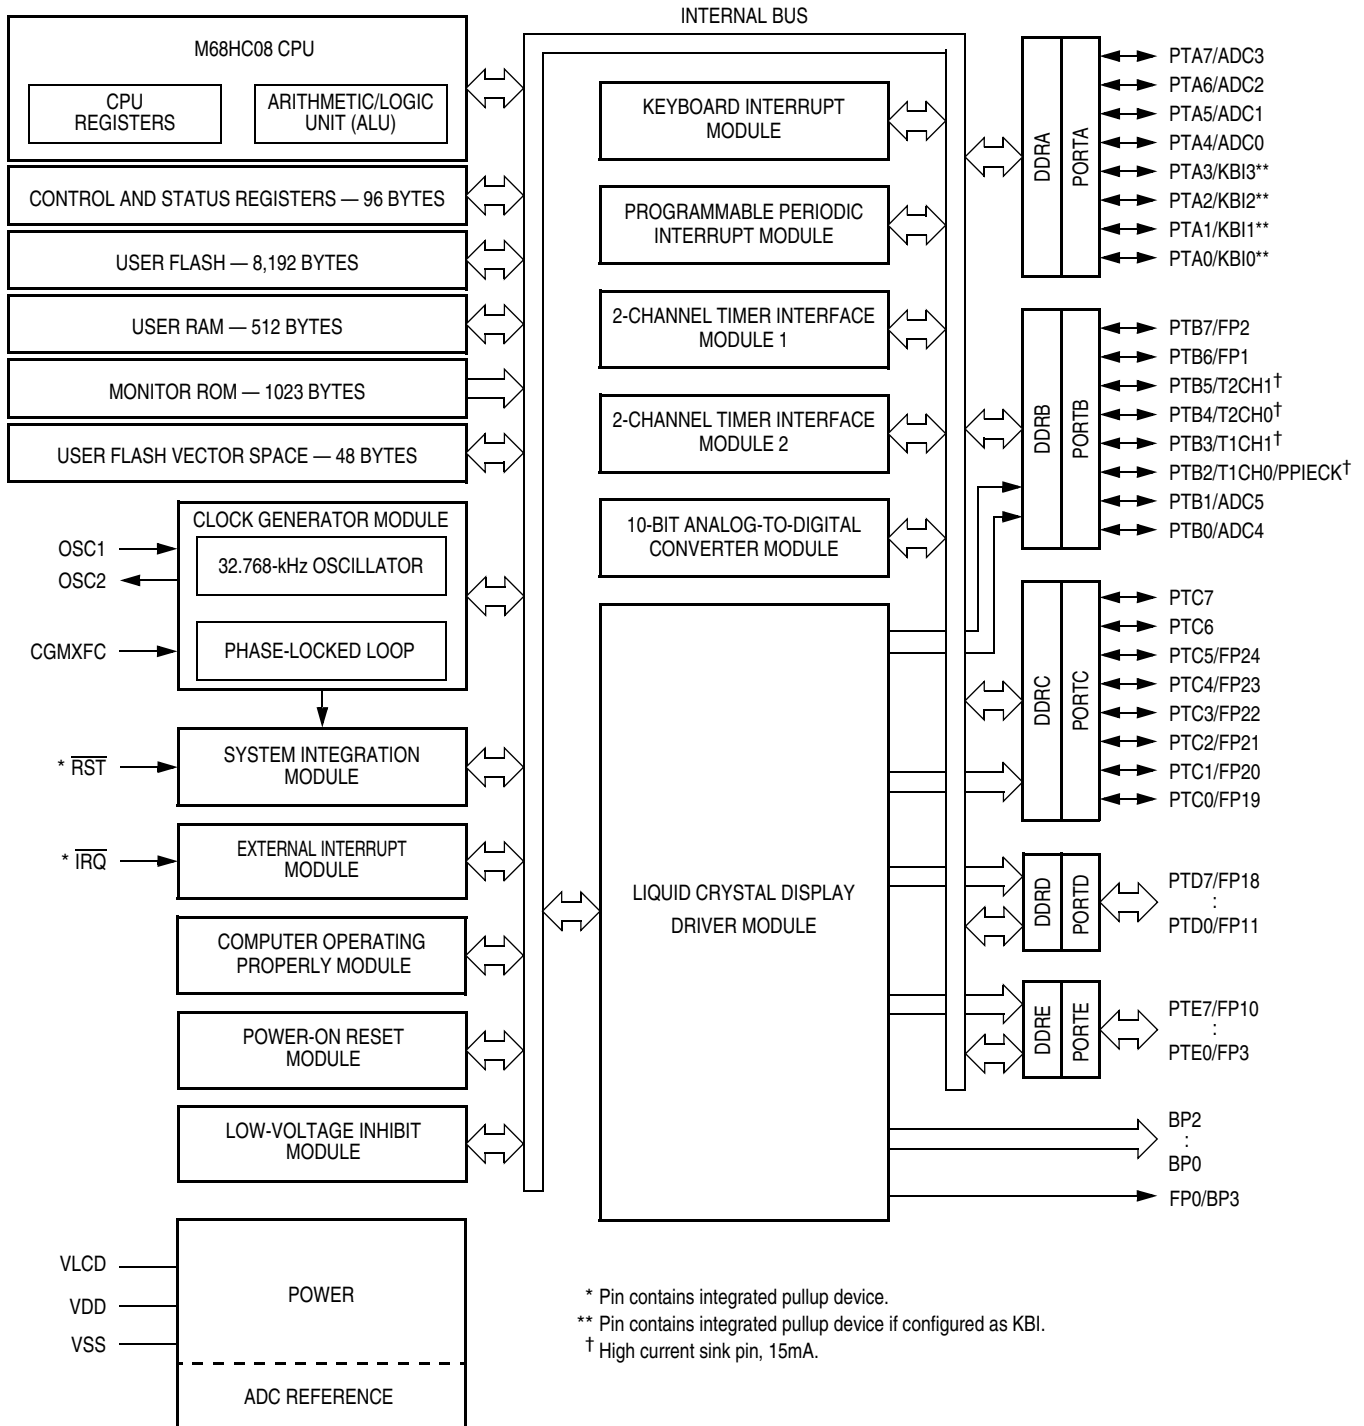 INTERNAL BUS
M68HC08 CPU
CPU
REGISTERS
ARITHMETIC/LOGIC
UNIT (ALU)
CONTROL AND STATUS REGISTERS — 96 BYTES
USER FLASH — 8,192 BYTES
USER RAM — 512 BYTES
MONITOR ROM — 1023 BYTES
USER FLASH VECTOR SPACE — 48 BYTES
CLOCK GENERATOR MODULE
32.768-kHz OSCILLATOR
PHASE-LOCKED LOOP
OSC1
OSC2
CGMXFC
SYSTEM INTEGRATION
MODULE
* RST
EXTERNAL INTERRUPT
MODULE
* IRQ
COMPUTER OPERATING
PROPERLY MODULE
POWER-ON RESET
MODULE
LOW-VOLTAGE INHIBIT
MODULE
VLCD
VDD
VSS
POWER
ADC REFERENCE
KEYBOARD INTERRUPT
MODULE
PROGRAMMABLE PERIODIC
INTERRUPT MODULE
2-CHANNEL TIMER INTERFACE
MODULE 1
2-CHANNEL TIMER INTERFACE
MODULE 2
10-BIT ANALOG-TO-DIGITAL
CONVERTER MODULE
LIQUID CRYSTAL DISPLAY
DRIVER MODULE
DDRA
PORTA
PTA7/ADC3
PTA6/ADC2
PTA5/ADC1
PTA4/ADC0
PTA3/KBI3**
PTA2/KBI2**
PTA1/KBI1**
PTA0/KBI0**
DDRB
PORTB
PTB7/FP2
PTB6/FP1
PTB5/T2CH1†
PTB4/T2CH0†
PTB3/T1CH1†
PTB2/T1CH0/PPIECK†
PTB1/ADC5
PTB0/ADC4
DDRC
PORTC
PTC7
PTC6
PTC5/FP24
PTC4/FP23
PTC3/FP22
PTC2/FP21
PTC1/FP20
PTC0/FP19
DDRD
PORTD
PTD7/FP18
:
PTD0/FP11
DDRE
PORTE
PTE7/FP10
:
PTE0/FP3
BP2
:
BP0
FP0/BP3
* Pin contains integrated pullup device.
** Pin contains integrated pullup device if configured as KBI.
† High current sink pin, 15mA.